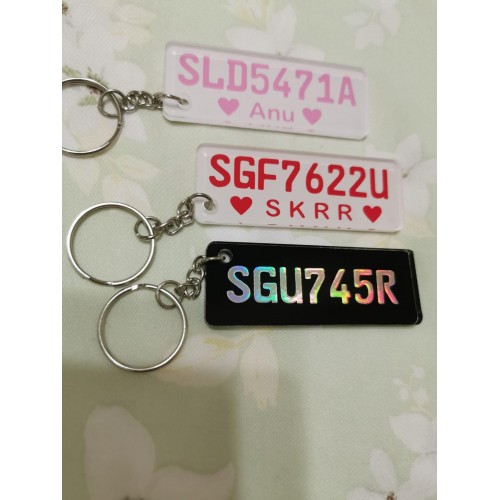 SLD5471A
♥ Anu ♥
SGF7622U
♥ SKRR ♥
SGU745R